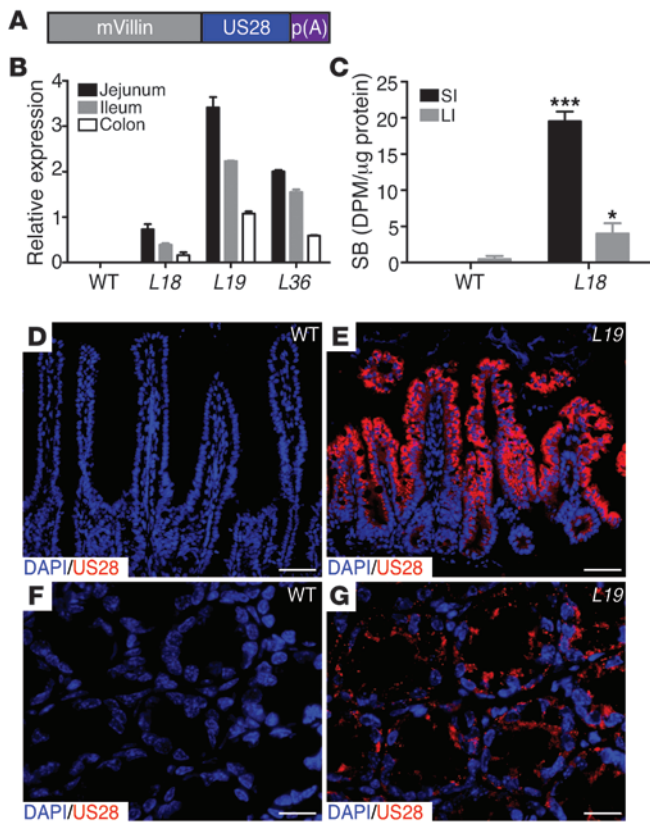 A
mVillin US28 p(A)
B
Relative expression
4
3
2
1
0
Jejunum
Ileum
Colon
WT L18 L19 L36
C
SB (DPM/μg protein)
25
20
15
10
5
0
SI
LI
***
*
WT L18
D WT
DAPI/US28
E L19
DAPI/US28
F WT
DAPI/US28
G L19
DAPI/US28